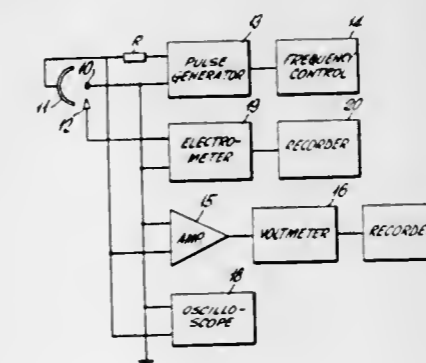 13
14
R
10
PULSE
GENERATOR
FREQUENCY
CONTROL
11
12
19
20
ELECTRO-
METER
RECORDER
15
16
AMP.
VOLTMETER
RECORDE
18
OSCILLO-
SCOPE